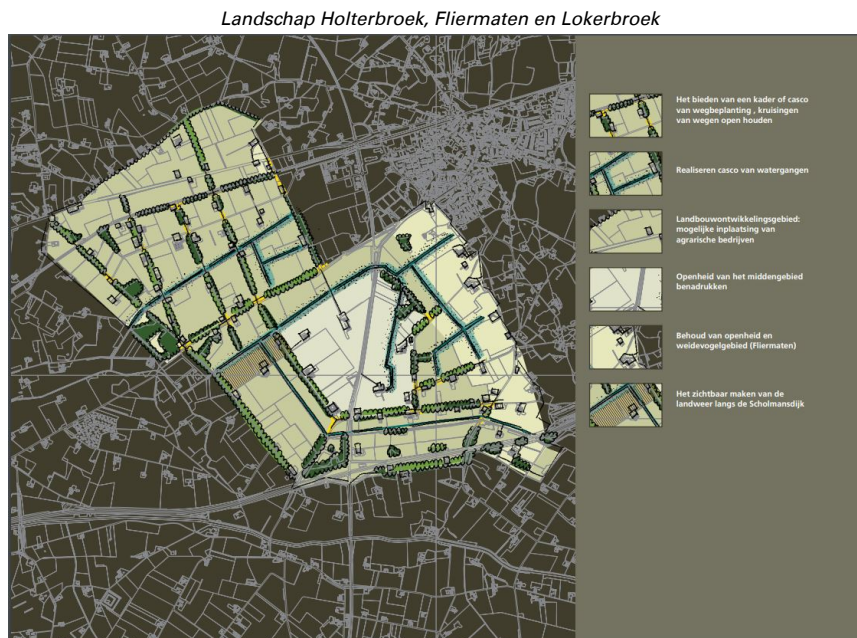 Landschap Holterbroek, Fliermaten en Lokerbroek
Het bieden van een kader of casco
van wegbeplanting , kruisingen
van wegen open houden
Realiseren casco van watergangen
Landbouwontwikkelingsgebied:
mogelijke inplaatsing van
agrarische bedrijven
Openheid van het middengebied
benadrukken
Behoud van openheid en
weidevogelgebied (Fliermaten)
Het zichtbaar maken van de
landweer langs de Scholmansdijk